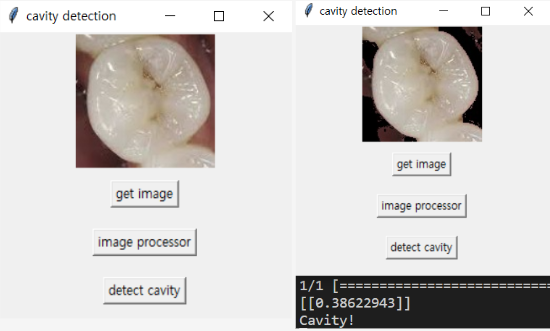 cavity detection
get image
image processor
detect cavity
cavity detection
get image
image processor
detect cavity
1/1 [==========================
[[0.38622943]]
Cavity!